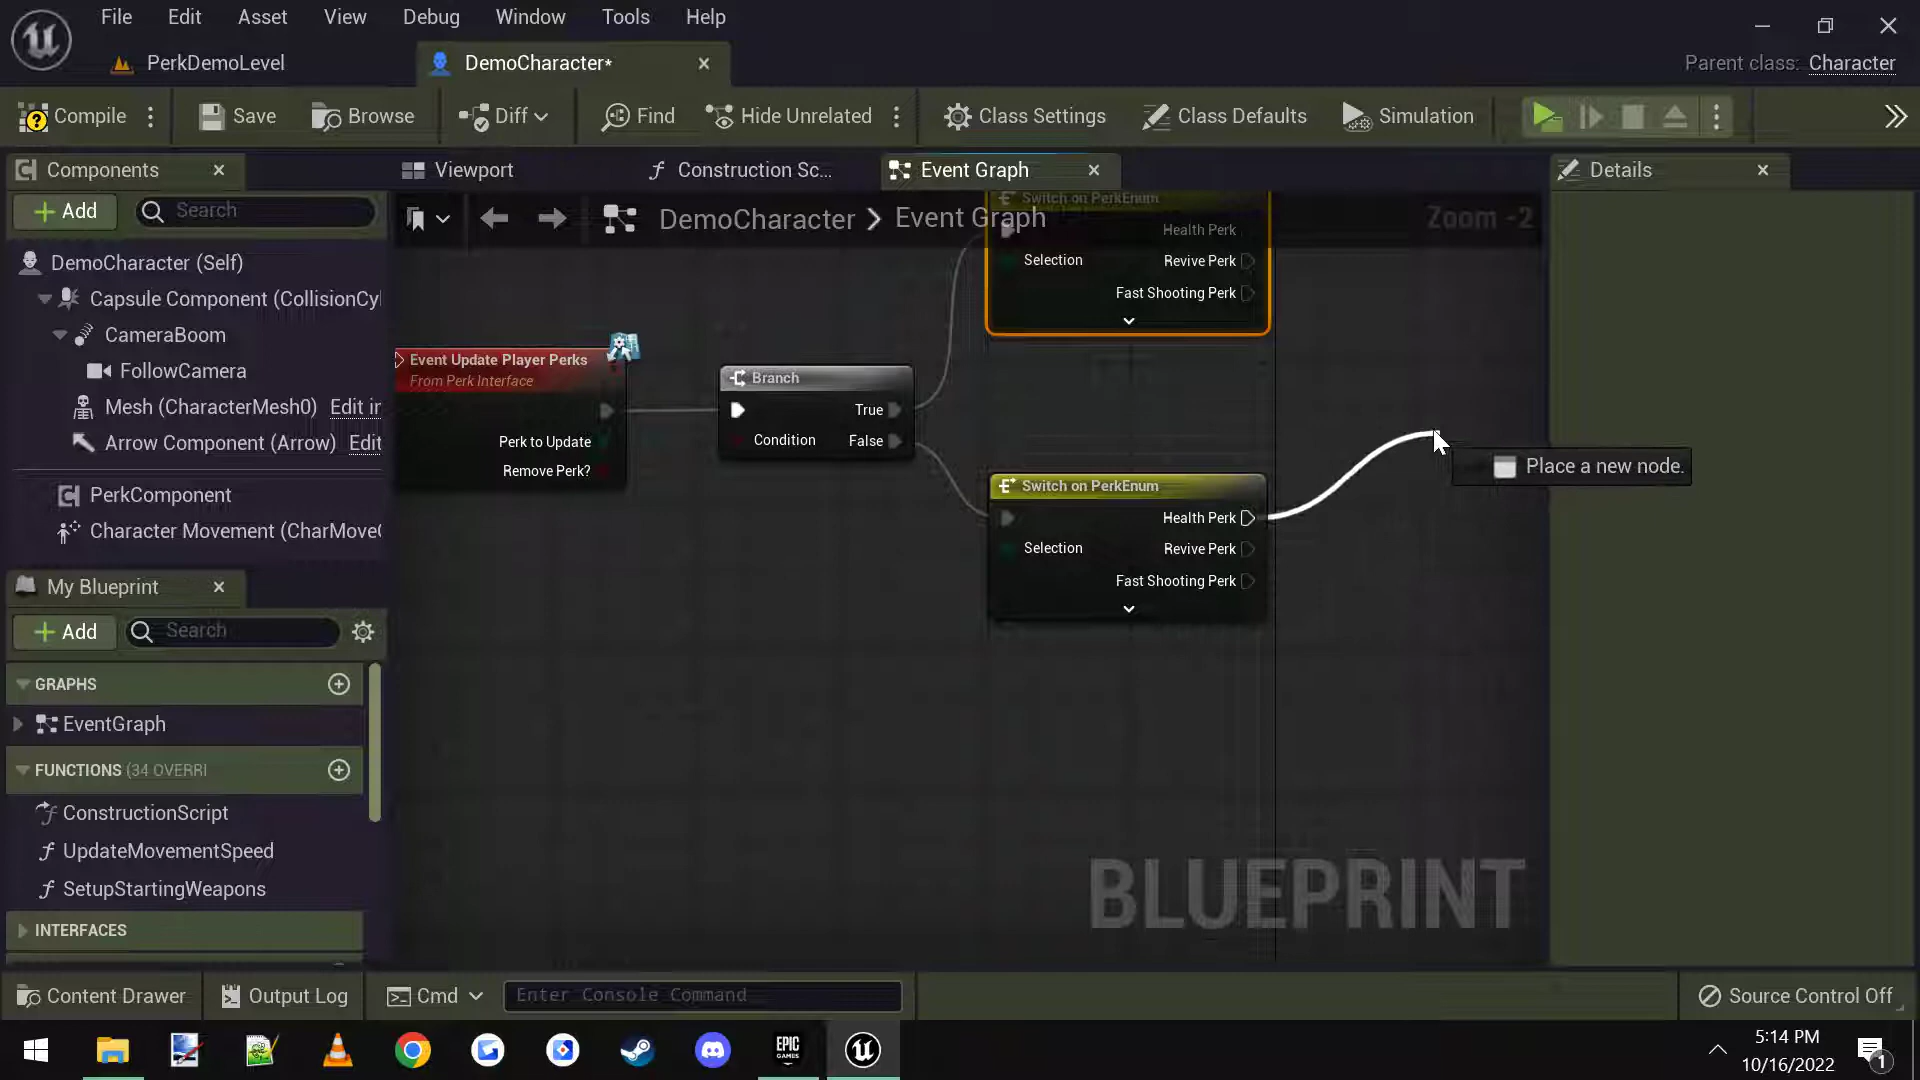 File Edit Asset View Debug Window Tools Help
PerkDemoLevel
DemoCharacter*
Parent class: Character
Compile
Save
Browse
Diff
Find
Hide Unrelated
Class Settings
Class Defaults
Simulation
Components
Viewport
Construction Sc...
Event Graph
Details
Add
Search
DemoCharacter > Event Graph
Zoom -2
DemoCharacter (Self)
Capsule Component (CollisionCyl
CameraBoom
FollowCamera
Mesh (CharacterMesh0) Edit in
Arrow Component (Arrow) Edit
PerkComponent
Character Movement (CharMoveC
My Blueprint
Add
Search
GRAPHS
EventGraph
FUNCTIONS (34 OVERRI
ConstructionScript
UpdateMovementSpeed
SetupStartingWeapons
INTERFACES
Switch on PerkEnum
Health Perk
Selection
Revive Perk
Fast Shooting Perk
Event Update Player Perks
From Perk Interface
Perk to Update
Remove Perk?
Branch
True
Condition
False
Switch on PerkEnum
Health Perk
Selection
Revive Perk
Fast Shooting Perk
Place a new node.
BLUEPRINT
Content Drawer
Output Log
Cmd
Enter Console Command
Source Control Off
EPIC
GAMES
5:14 PM
10/16/2022
1